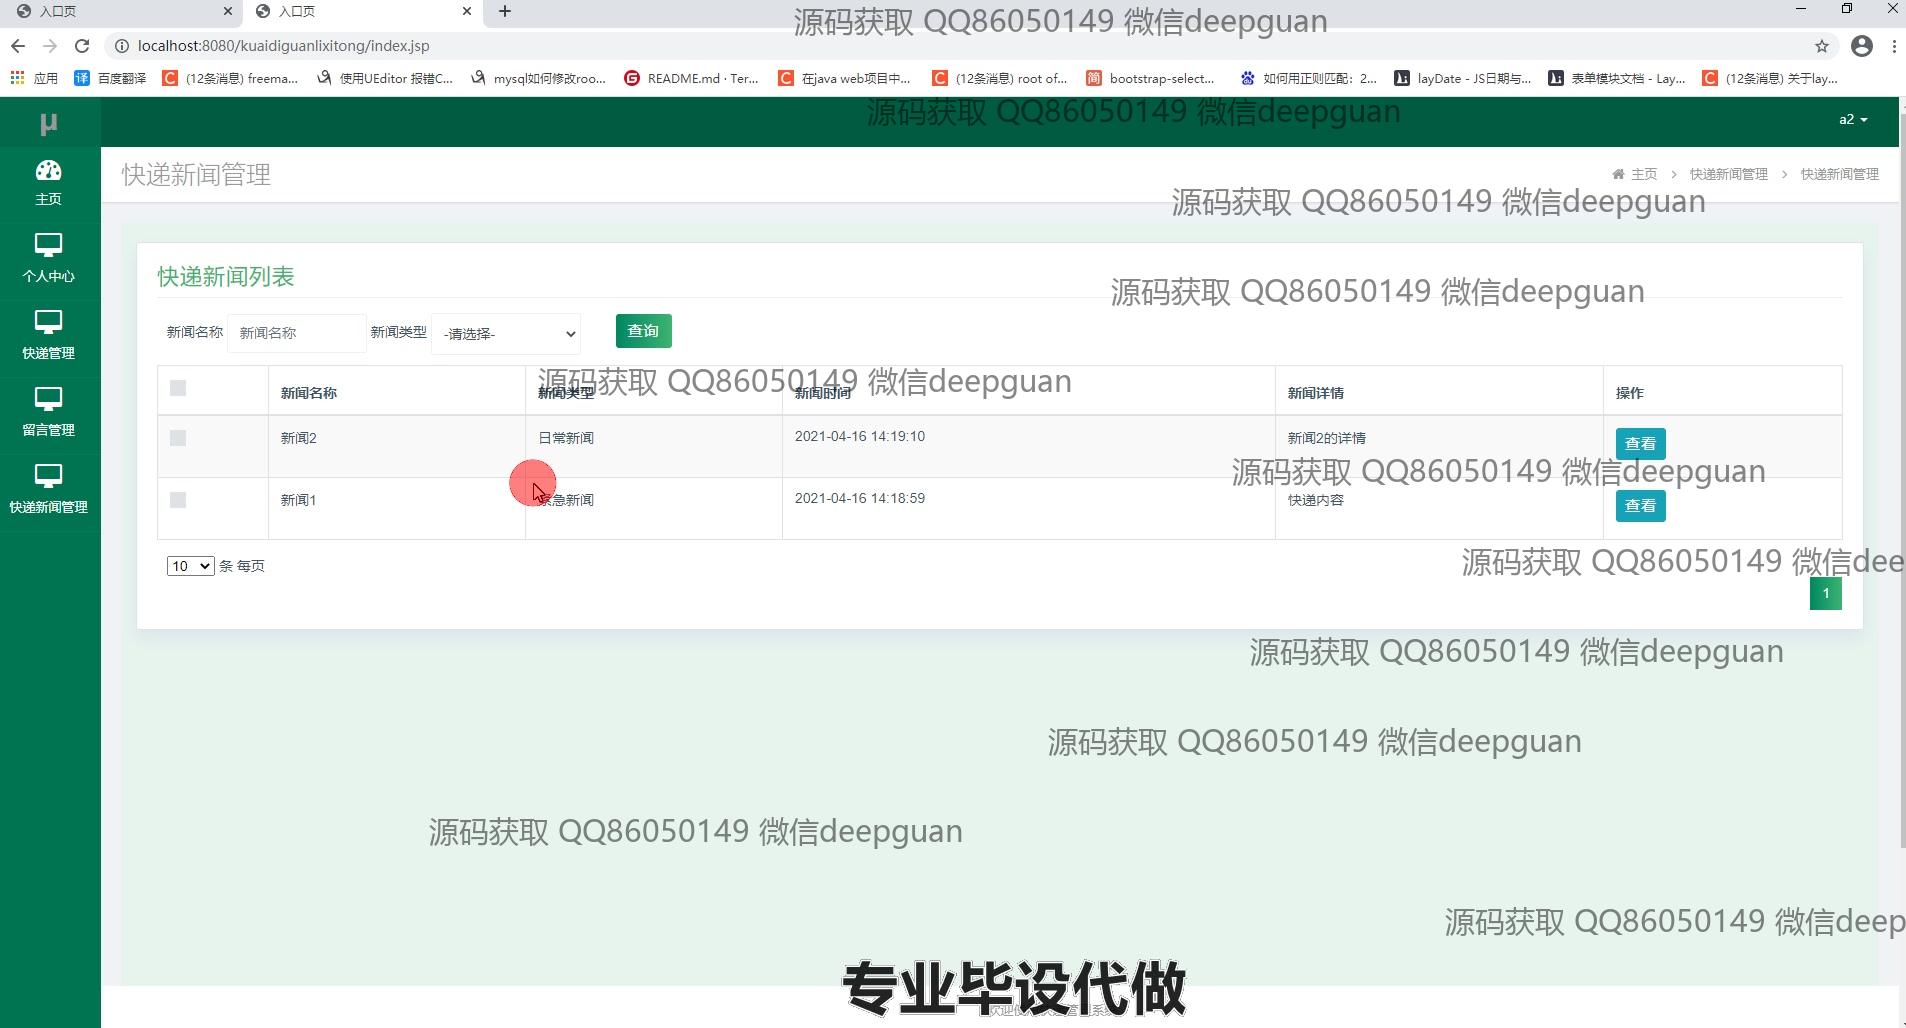 入口页
入口页
源码获取 QQ86050149 微信deepguan
localhost:8080/kuaidiguanlixitong/index.jsp
应用
百度翻译
(12条消息) freema...
使用UEditor 报错C...
mysql如何修改roo...
README.md · Ter...
在java web项目中...
(12条消息) root of...
bootstrap-select...
如何用正则匹配：2...
layDate - JS日期与...
表单模块文档 - Lay...
(12条消息) 关于lay...
μ
源码获取 QQ86050149 微信deepguan
a2
主页
快递新闻管理
主页 > 快递新闻管理 > 快递新闻管理
源码获取 QQ86050149 微信deepguan
个人中心
快递新闻列表
源码获取 QQ86050149 微信deepguan
新闻名称 新闻名称 新闻类型 -请选择- 查询
快递管理
源码获取 QQ86050149 微信deepguan
新闻名称 新闻类型 新闻时间 新闻详情 操作
留言管理
新闻2 日常新闻 2021-04-16 14:19:10 新闻2的详情 查看
源码获取 QQ86050149 微信deepguan
快递新闻管理
新闻1 紧急新闻 2021-04-16 14:18:59 快递内容 查看
10 条 每页
源码获取 QQ86050149 微信dee
1
源码获取 QQ86050149 微信deepguan
源码获取 QQ86050149 微信deepguan
源码获取 QQ86050149 微信deepguan
源码获取 QQ86050149 微信deep
专业毕设代做